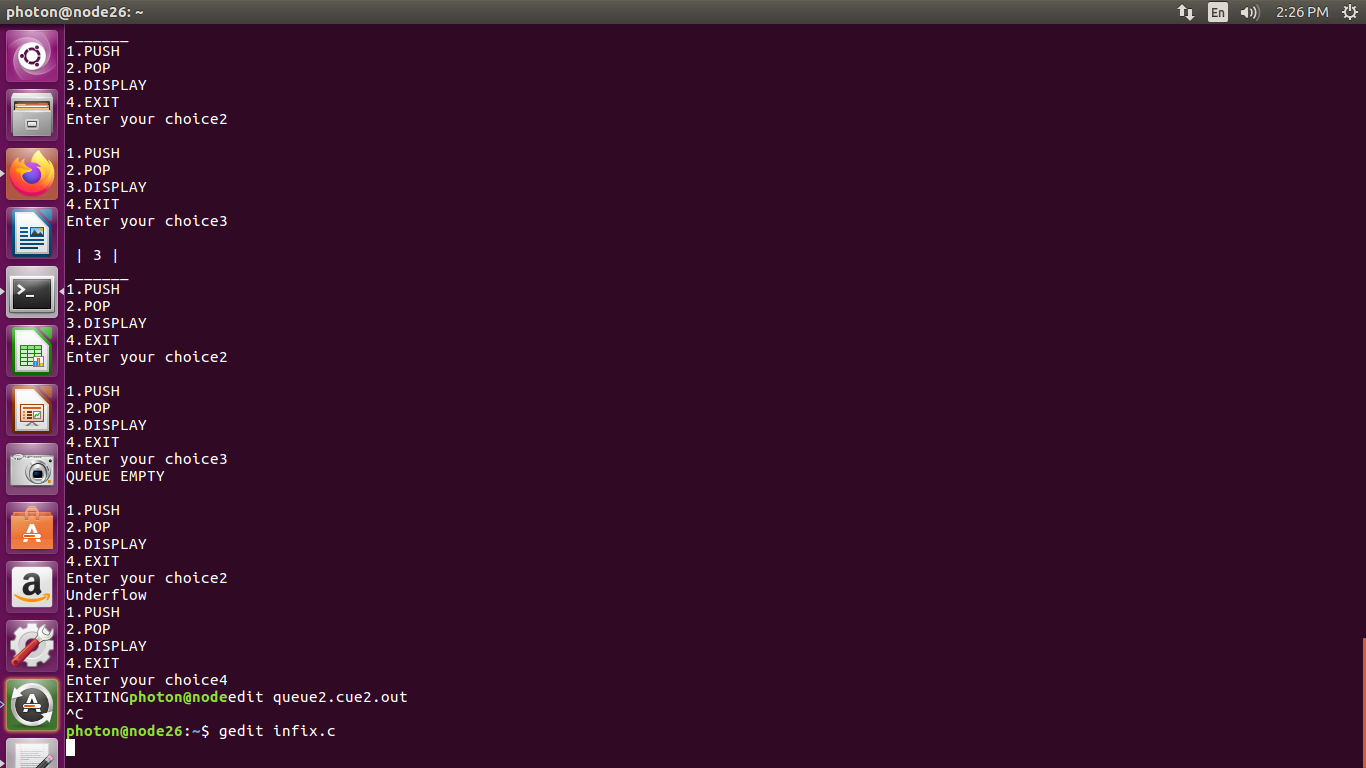 photon@node26: ~
En
2:26 PM
______
1.PUSH
2.POP
3.DISPLAY
4.EXIT
Enter your choice2
1.PUSH
2.POP
3.DISPLAY
4.EXIT
Enter your choice3
| 3 |
______
1.PUSH
2.POP
3.DISPLAY
4.EXIT
Enter your choice2
1.PUSH
2.POP
3.DISPLAY
4.EXIT
Enter your choice3
QUEUE EMPTY
1.PUSH
2.POP
3.DISPLAY
4.EXIT
Enter your choice2
Underflow
1.PUSH
2.POP
3.DISPLAY
4.EXIT
Enter your choice4
EXITINGphoton@nodeedit queue2.cue2.out
^C
photon@node26:~$ gedit infix.c